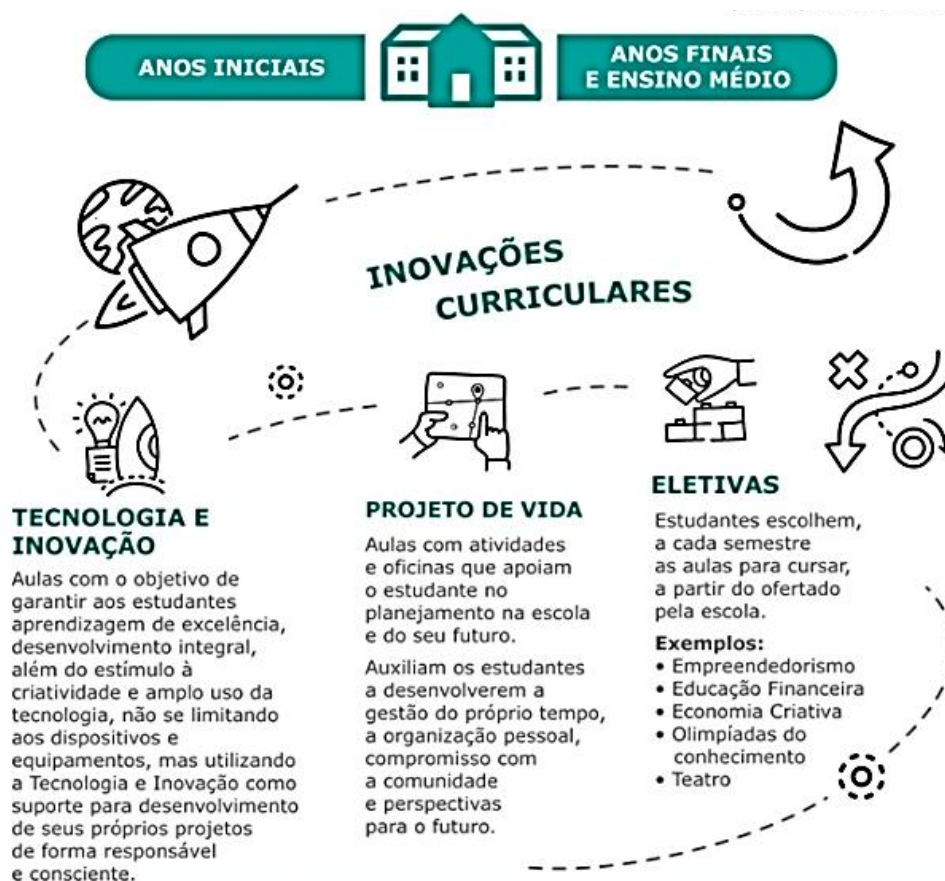 ANOS INICIAIS
ANOS FINAIS
E ENSINO MÉDIO
INOVAÇÕES
CURRICULARES
TECNOLOGIA E
INOVAÇÃO
Aulas com o objetivo de
garantir aos estudantes
aprendizagem de excelência,
desenvolvimento integral,
além do estímulo à
criatividade e amplo uso da
tecnologia, não se limitando
aos dispositivos e
equipamentos, mas utilizando
a Tecnologia e Inovação como
suporte para desenvolvimento
de seus próprios projetos
de forma responsável
e consciente.
PROJETO DE VIDA
Aulas com atividades
e oficinas que apoiam
o estudante no
planejamento na escola
e do seu futuro.
Auxiliam os estudantes
a desenvolverem a
gestão do próprio tempo,
a organização pessoal,
compromisso com
a comunidade
e perspectivas
para o futuro.
ELETIVAS
Estudantes escolhem,
a cada semestre
as aulas para cursar,
a partir do ofertado
pela escola.
Exemplos:
• Empreendedorismo
• Educação Financeira
• Economia Criativa
• Olimpíadas do
conhecimento
• Teatro